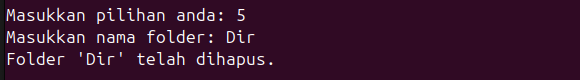 Masukkan pilihan anda: 5
Masukkan nama folder: Dir
Folder 'Dir' telah dihapus.